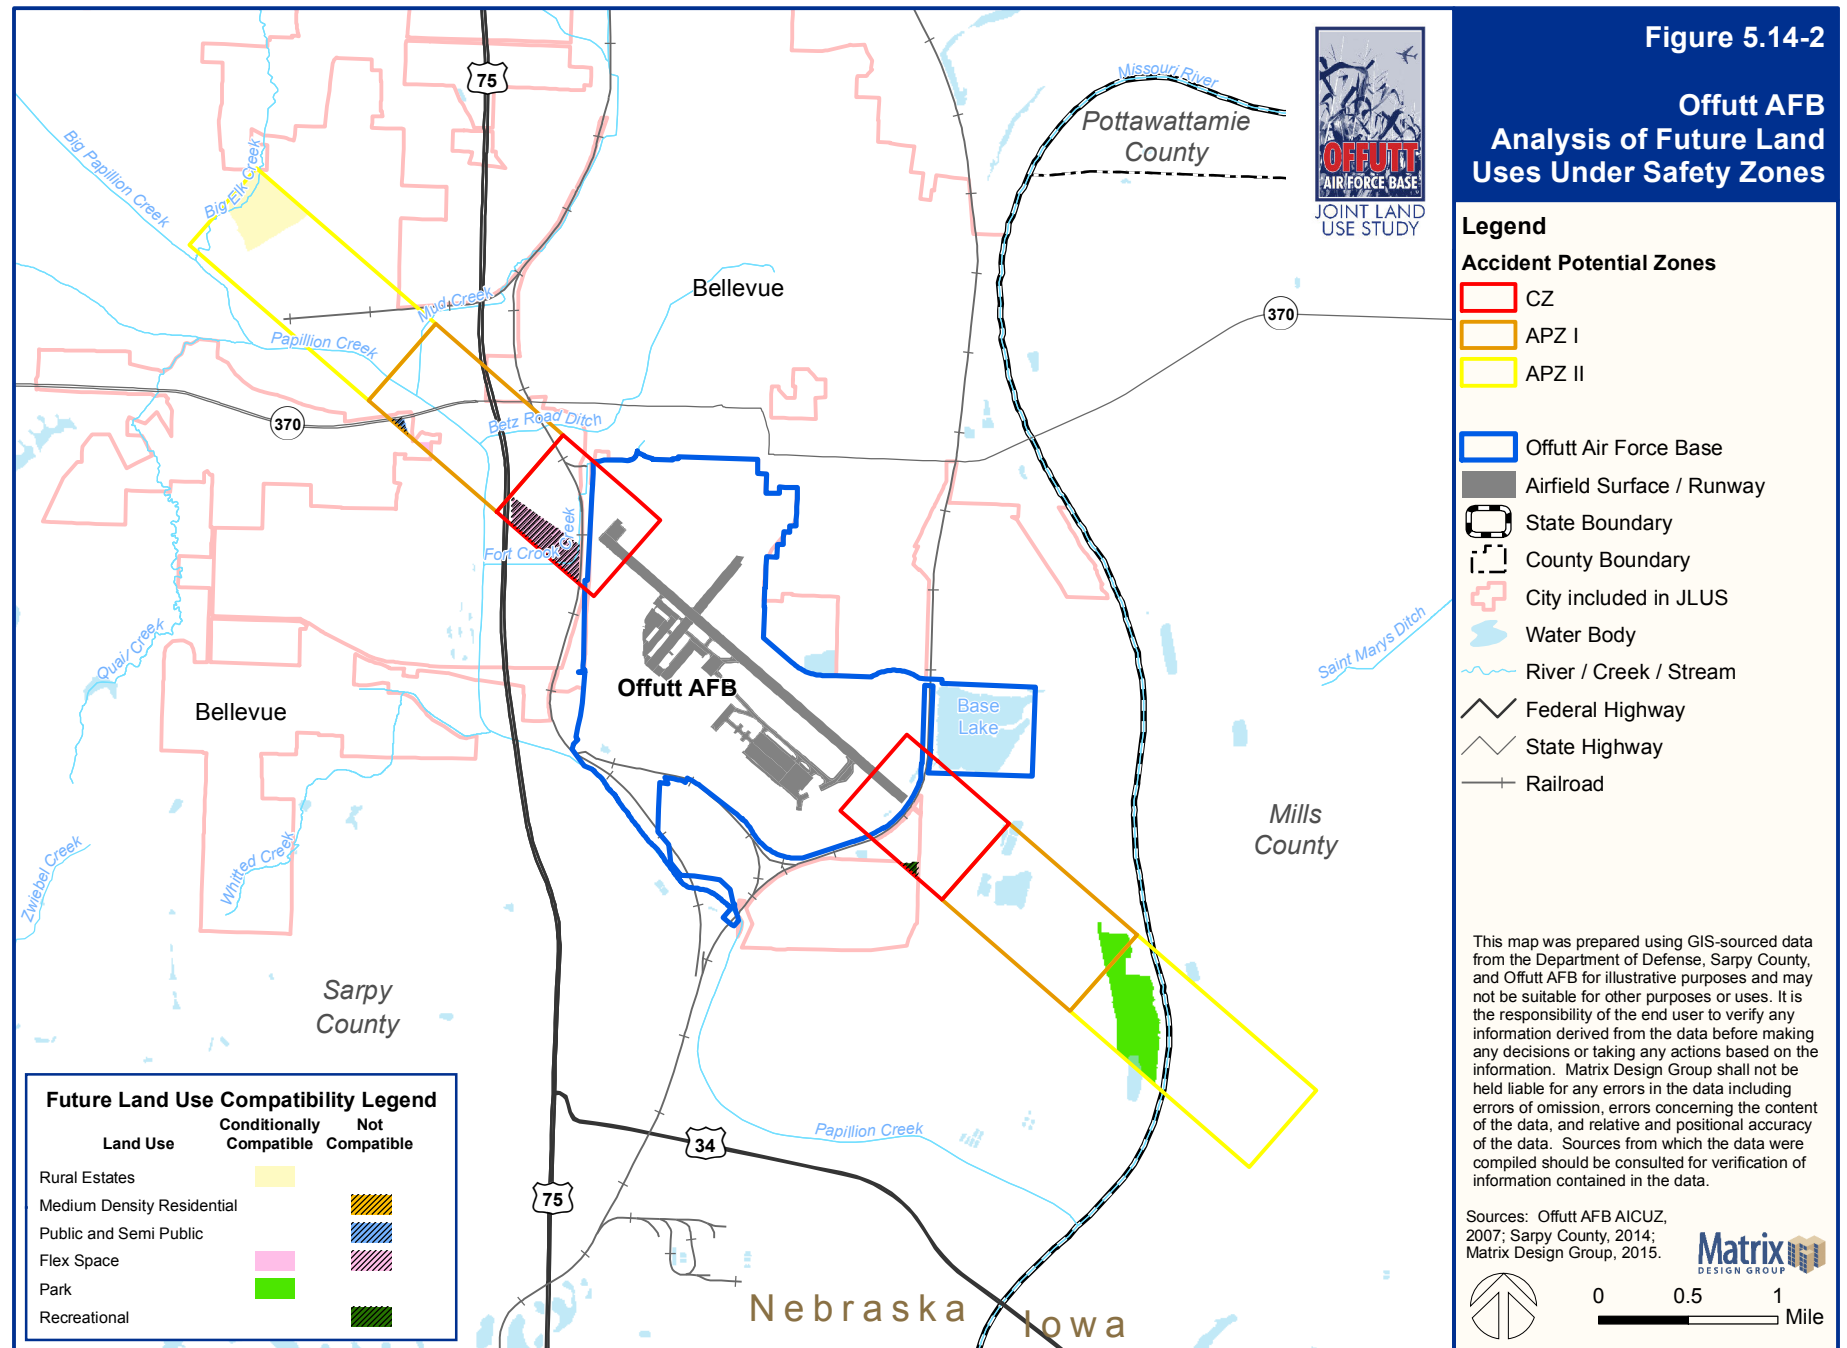 Figure 5.14-2
Offutt AFB
Analysis of Future Land
Uses Under Safety Zones
Legend
Accident Potential Zones
CZ
APZ I
APZ II
Offutt Air Force Base
Airfield Surface / Runway
State Boundary
County Boundary
City included in JLUS
Water Body
River / Creek / Stream
Federal Highway
State Highway
Railroad
This map was prepared using GIS-sourced data
from the Department of Defense, Sarpy County,
and Offutt AFB for illustrative purposes and may
not be suitable for other purposes or uses. It is
the responsibility of the end user to verify any
information derived from the data before making
any decisions or taking any actions based on the
information. Matrix Design Group shall not be
held liable for any errors in the data including
errors of omission, errors concerning the content
of the data, and relative and positional accuracy
of the data. Sources from which the data were
compiled should be consulted for verification of
information contained in the data.
Sources: Offutt AFB AICUZ,
2007; Sarpy County, 2014;
Matrix Design Group, 2015.
Matrix
DESIGN GROUP
0 0.5 1
Mile
OFFUTT
AIR FORCE BASE
JOINT LAND
USE STUDY
75
Missouri River
Pottawattamie
County
Big Papillion Creek
Big Elk Creek
Bellevue
Mud Creek
370
Papillion Creek
370
Betz Road Ditch
Fort Crook Creek
Quail Creek
Saint Marys Ditch
Offutt AFB
Bellevue
Base
Lake
Mills
County
Zwiebel Creek
Whitted Creek
Sarpy
County
Papillion Creek
34
75
Nebraska
Iowa
Future Land Use Compatibility Legend
Land Use
Conditionally
Compatible
Not
Compatible
Rural Estates
Medium Density Residential
Public and Semi Public
Flex Space
Park
Recreational